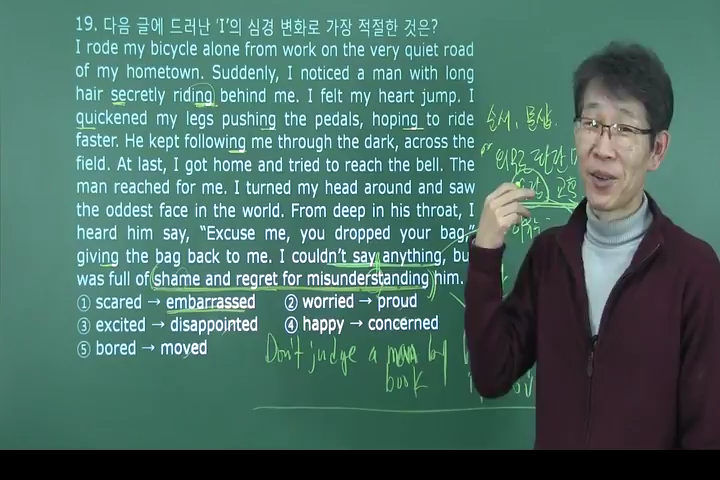 19. 다음 글에 드러난 'I'의 심경 변화로 가장 적절한 것은?
I rode my bicycle alone from work on the very quiet road
of my hometown. Suddenly, I noticed a man with long
hair secretly riding behind me. I felt my heart jump. I
quickened my legs pushing the pedals, hoping to ride
faster. He kept following me through the dark, across the
field. At last, I got home and tried to reach the bell. The
man reached for me. I turned my head around and saw
the oddest face in the world. From deep in his throat, I
heard him say, "Excuse me, you dropped your bag,"
giving the bag back to me. I couldn't say anything, bu
was full of shame and regret for misunderstanding him.
① scared → embarrassed ② worried → proud
③ excited → disappointed ④ happy → concerned
⑤ bored → moved
Don't judge a man by
book